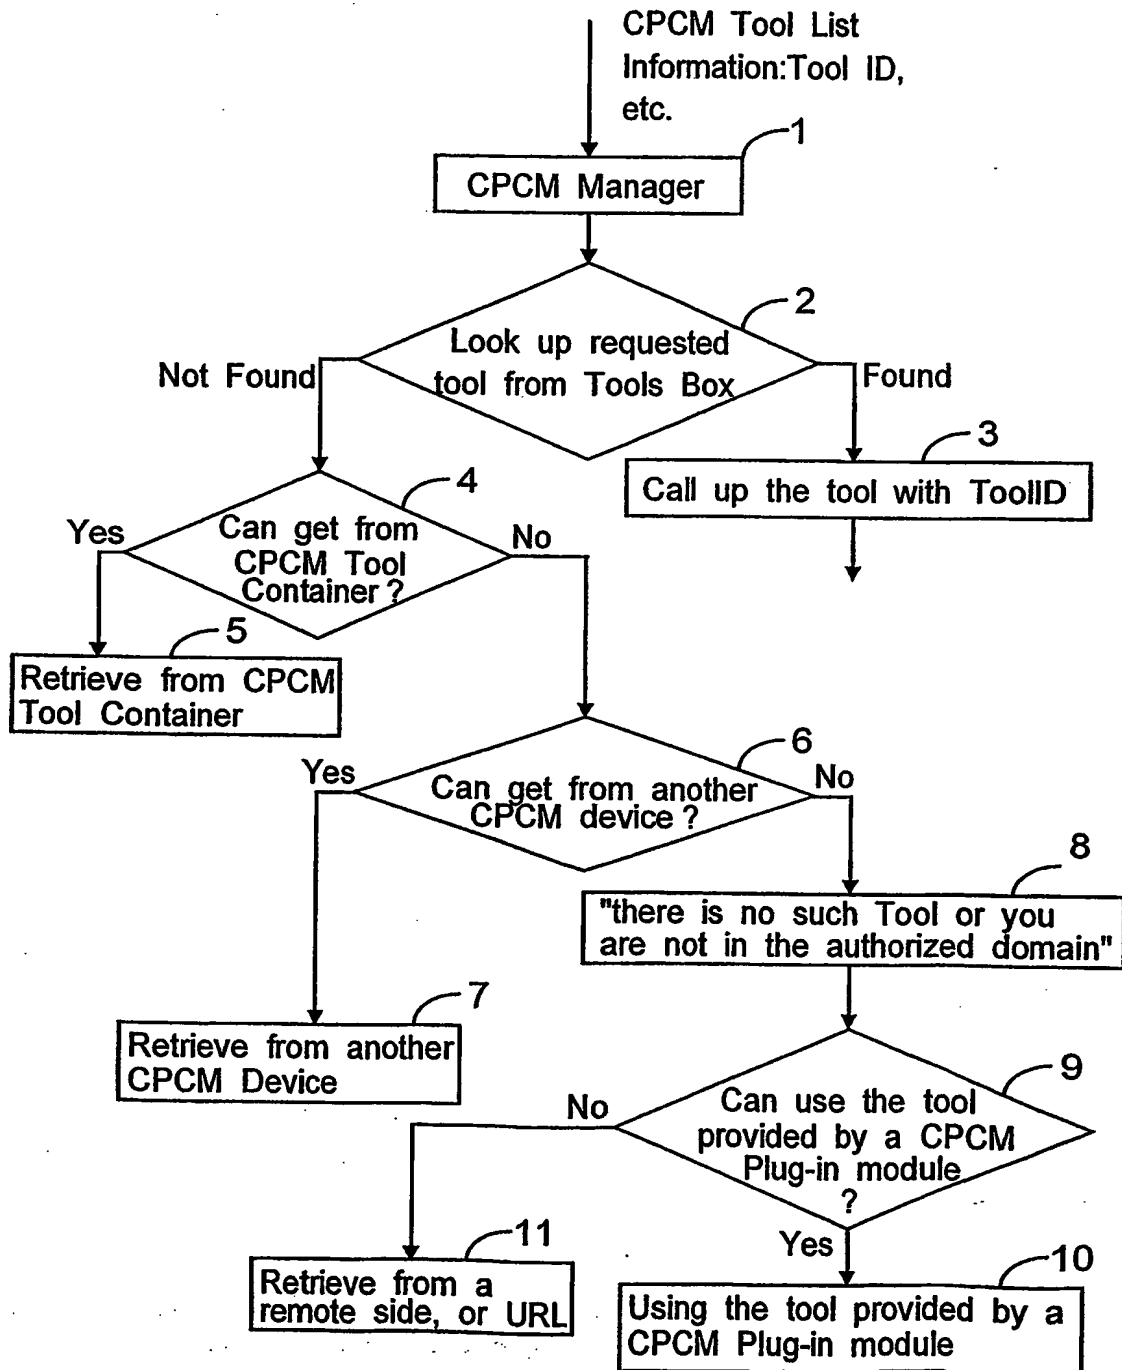 CPCM Tool List
Information:Tool ID,
etc.
1
CPCM Manager
2
Look up requested
tool from Tools Box
Not Found
Found
3
Call up the tool with ToolID
4
Yes
Can get from
CPCM Tool
Container ?
No
5
Retrieve from CPCM
Tool Container
6
Yes
Can get from another
CPCM device ?
No
8
"there is no such Tool or you
are not in the authorized domain"
7
Retrieve from another
CPCM Device
9
No
Can use the tool
provided by a CPCM
Plug-in module
?
Yes
11
Retrieve from a
remote side, or URL
10
Using the tool provided by a
CPCM Plug-in module